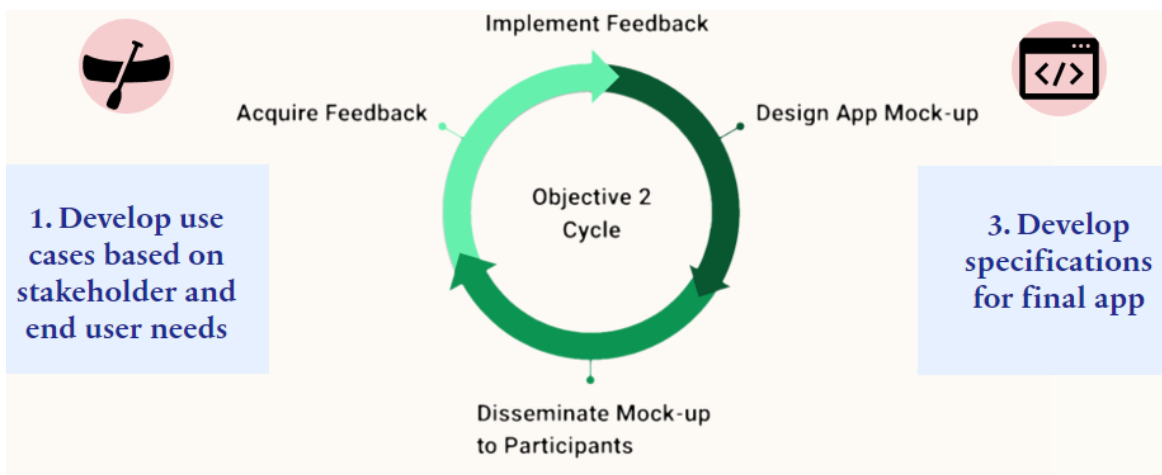 Implement Feedback
Acquire Feedback
Design App Mock-up
</>
1. Develop use
cases based on
stakeholder and
end user needs
Objective 2
Cycle
3. Develop
specifications
for final app
Disseminate Mock-up
to Participants